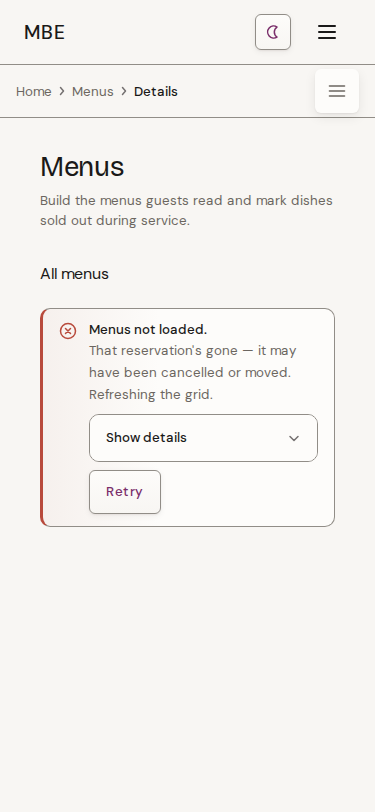 MBE
Home > Menus > Details
Menus
Build the menus guests read and mark dishes
sold out during service.
All menus
Menus not loaded.
That reservation's gone — it may
have been cancelled or moved.
Refreshing the grid.
Show details
Retry